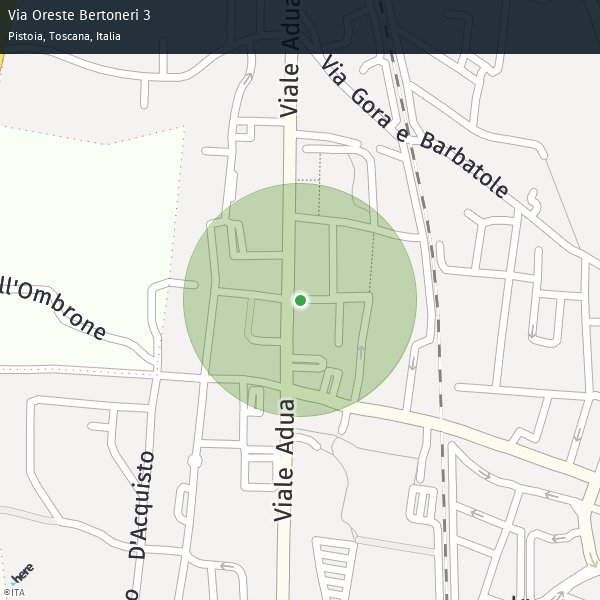 Via Oreste Bertoneri 3
Pistoia, Toscana, Italia
Viale Adua
Via Gora e Barbatole
ll'Ombrone
Viale Adua
D'Acquisto
o
here
©ITA